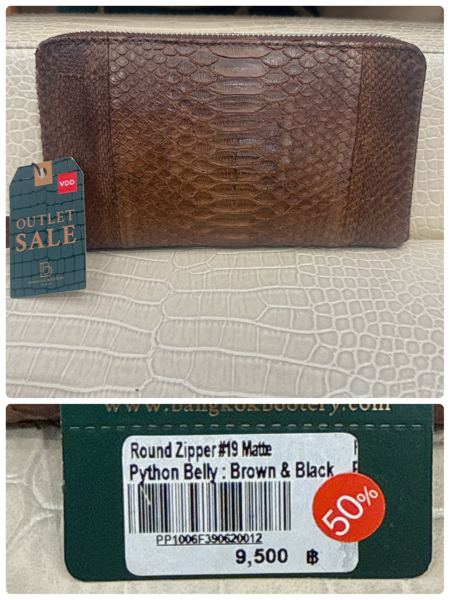 VDD
OUTLET
SALE
www.BangkokBootery.com
Round Zipper #19 Matte
Python Belly : Brown & Black
50%
PP1006F390620012
9,500 ฿